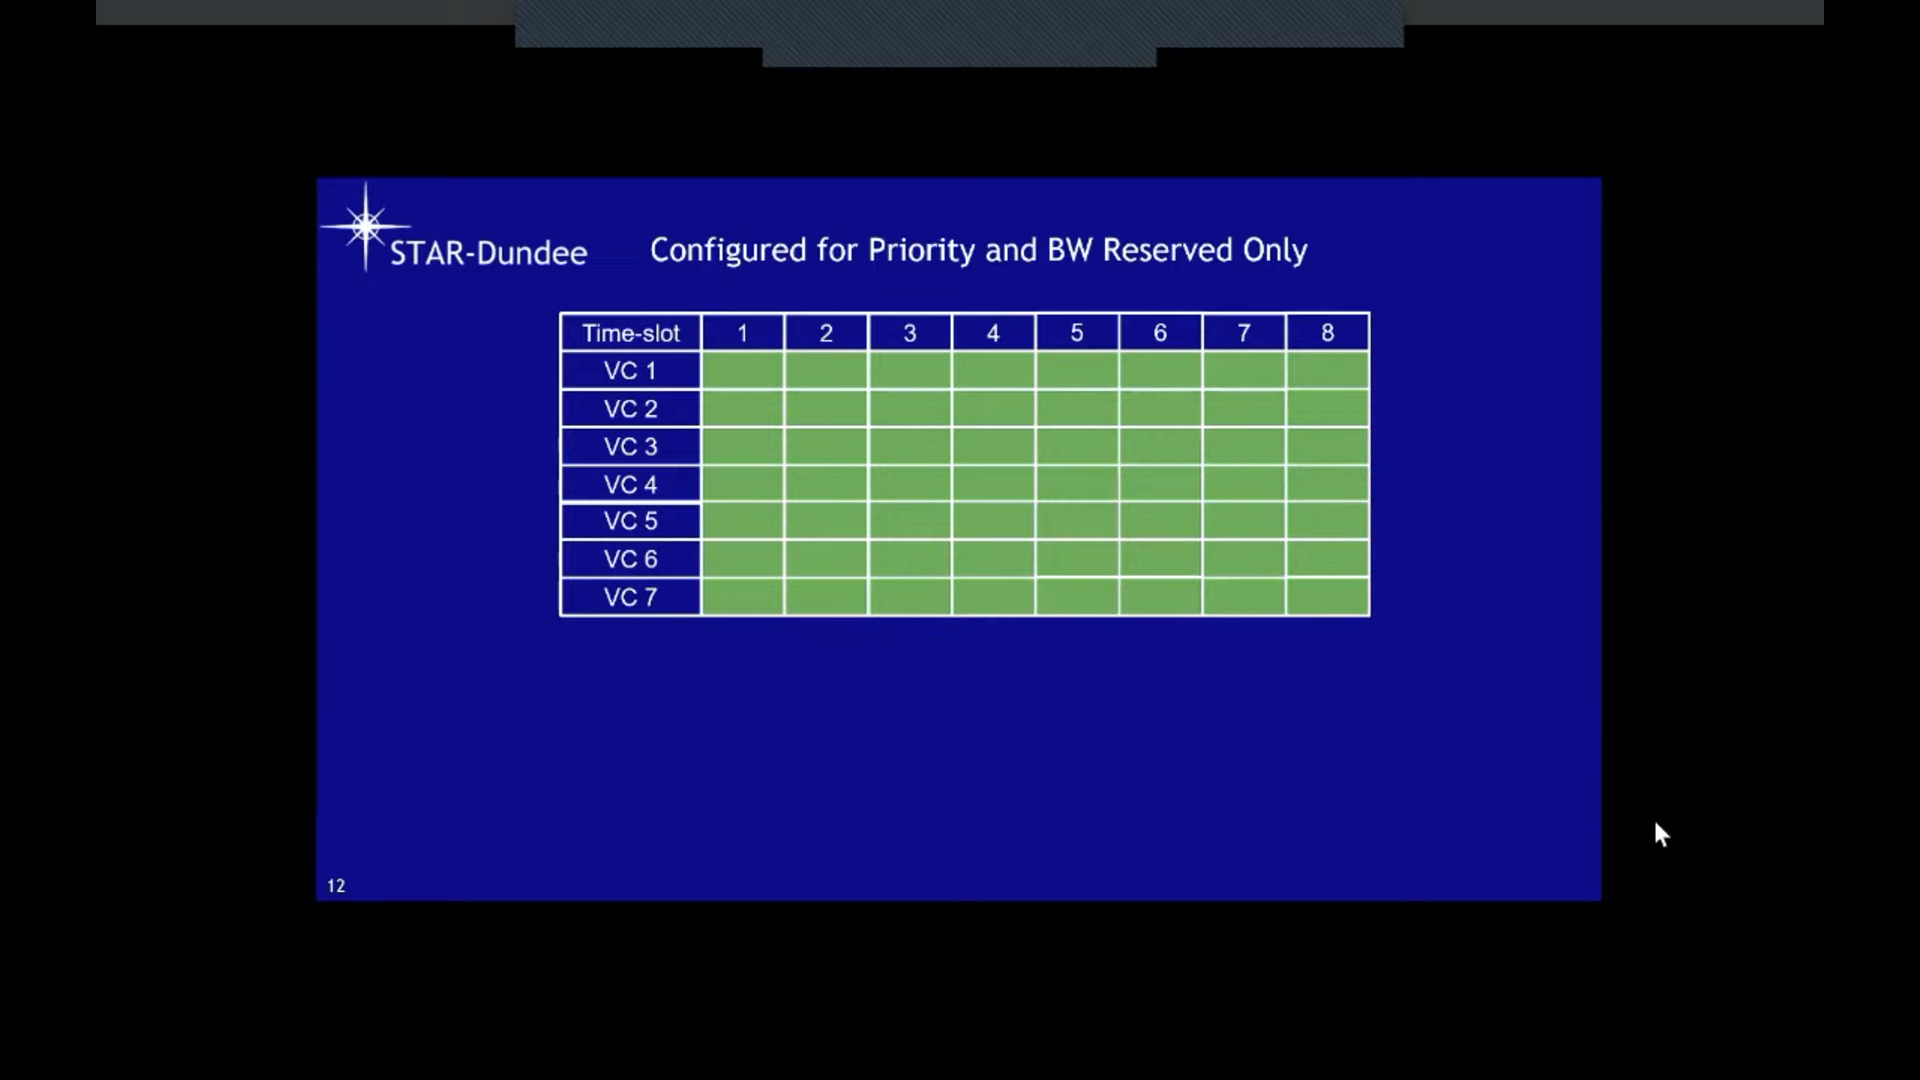 STAR-Dundee
Configured for Priority and BW Reserved Only
Time-slot 1 2 3 4 5 6 7 8
VC 1
VC 2
VC 3
VC 4
VC 5
VC 6
VC 7
12